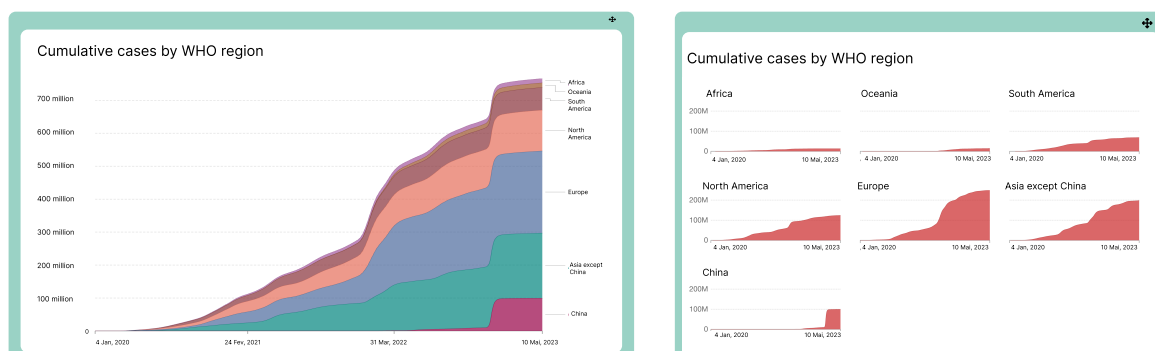 Cumulative cases by WHO region
700 million
600 million
500 million
400 million
300 million
200 million
100 million
0
Africa
Oceania
South
America
North
America
Europe
Asia except
China
China
4 Jan, 2020
24 Fev, 2021
31 Mar, 2022
10 Mai, 2023
Cumulative cases by WHO region
Africa
Oceania
South America
200M
100M
0
4 Jan, 2020
10 Mai, 2023
4 Jan, 2020
10 Mai, 2023
4 Jan, 2020
10 Mai, 2023
North America
Europe
Asia except China
200M
100M
0
4 Jan, 2020
10 Mai, 2023
4 Jan, 2020
10 Mai, 2023
4 Jan, 2020
10 Mai, 2023
China
200M
100M
0
4 Jan, 2020
10 Mai, 2023